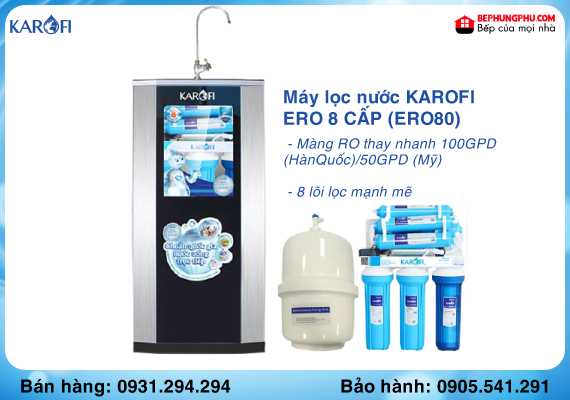 KAROFI
BEPHUNGPHU.COM
Bếp của mọi nhà
Máy lọc nước KAROFI
ERO 8 CẤP (ERO80)
- Màng RO thay nhanh 100GPD
(HànQuốc)/50GPD (Mỹ)
- 8 lõi lọc mạnh mẽ
KAROFI
KAROFI
KAROFI
Bán hàng: 0931.294.294
Bảo hành: 0905.541.291